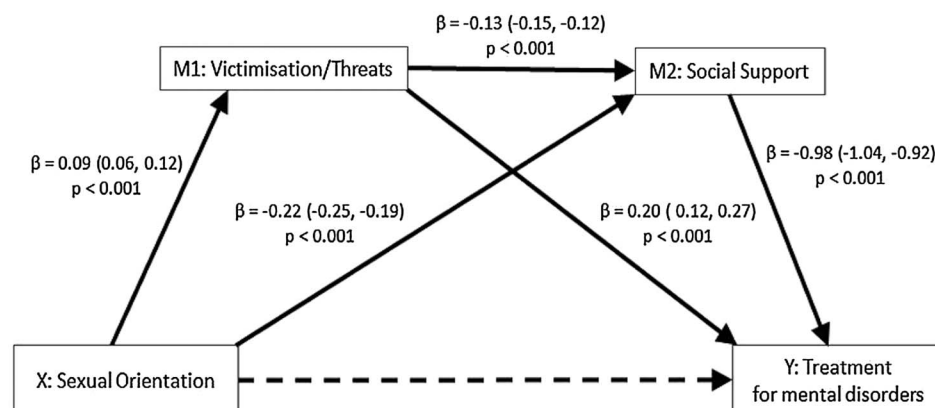 β = -0.13 (-0.15, -0.12)
p < 0.001
M1: Victimisation/Threats
M2: Social Support
β = 0.09 (0.06, 0.12)
p < 0.001
β = -0.98 (-1.04, -0.92)
p < 0.001
β = -0.22 (-0.25, -0.19)
p < 0.001
β = 0.20 ( 0.12, 0.27)
p < 0.001
X: Sexual Orientation
Y: Treatment
for mental disorders